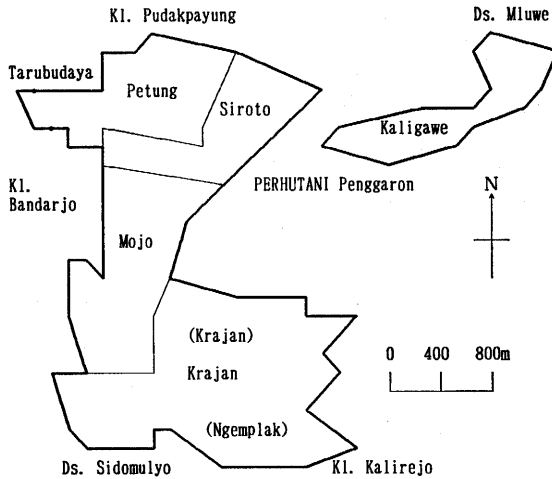 Kl. Pudakpayung
Ds. Mluwe
Tarubudaya
Petung
Siroto
Kaligawe
Kl.
Bandarjo
PERHUTANI Penggaron
N
Mojo
(Krajan)
Krajan
0 400 800m
(Ngemplak)
Ds. Sidomulyo
Kl. Kalirejo